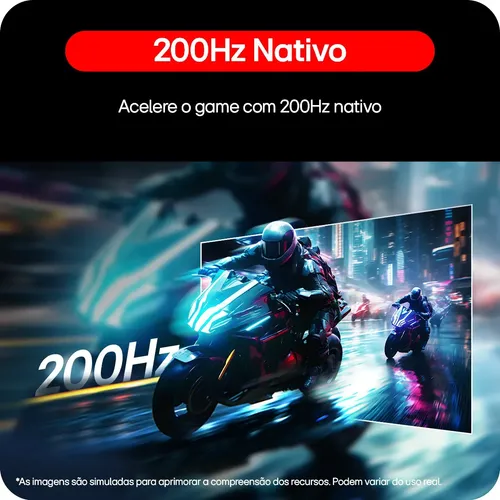 200Hz Nativo
Acelere o game com 200Hz nativo
200Hz
*As imagens são simuladas para aprimorar a compreensão dos recursos. Podem variar do uso real.